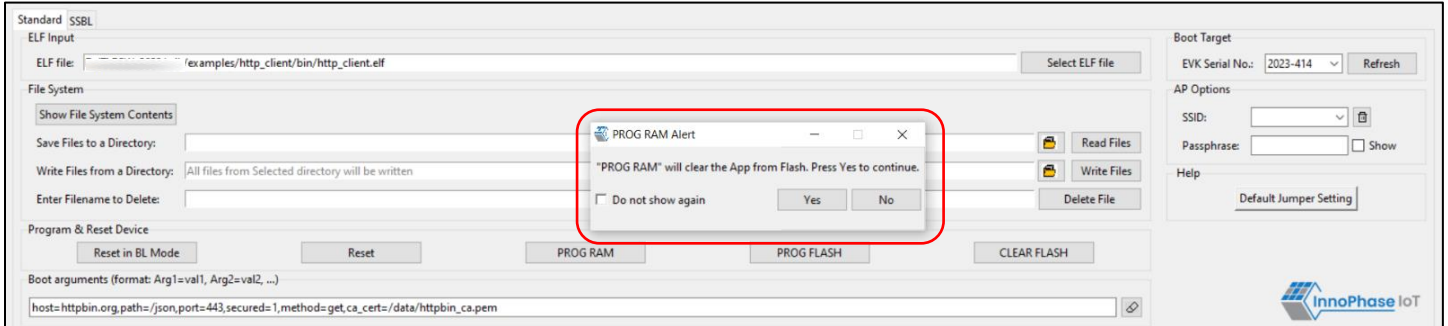 Standard SSBL
ELF Input
ELF file: /examples/http_client/bin/http_client.elf Select ELF file
File System
Show File System Contents
Save Files to a Directory: Read Files
Write Files from a Directory: All files from Selected directory will be written Write Files
Enter Filename to Delete: Delete File
PROG RAM Alert
"PROG RAM" will clear the App from Flash. Press Yes to continue.
Do not show again Yes No
Program & Reset Device
Reset in BL Mode Reset PROG RAM PROG FLASH CLEAR FLASH
Boot arguments (format: Arg1=val1, Arg2=val2, ...)
host=httpbin.org,path=/json,port=443,secured=1,method=get,ca_cert=/data/httpbin_ca.pem
Boot Target
EVK Serial No.: 2023-414 Refresh
AP Options
SSID:
Passphrase: Show
Help
Default Jumper Setting
InnoPhase IoT